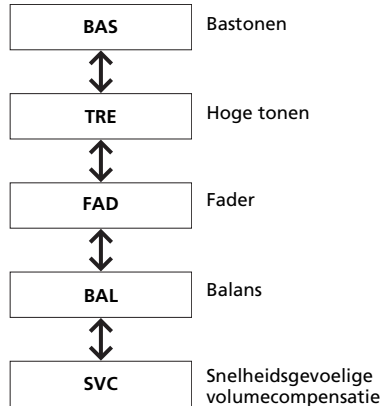 BAS Bastonen
TRE Hoge tonen
FAD Fader
BAL Balans
SVC Snelheidsgevoelige
volumecompensatie